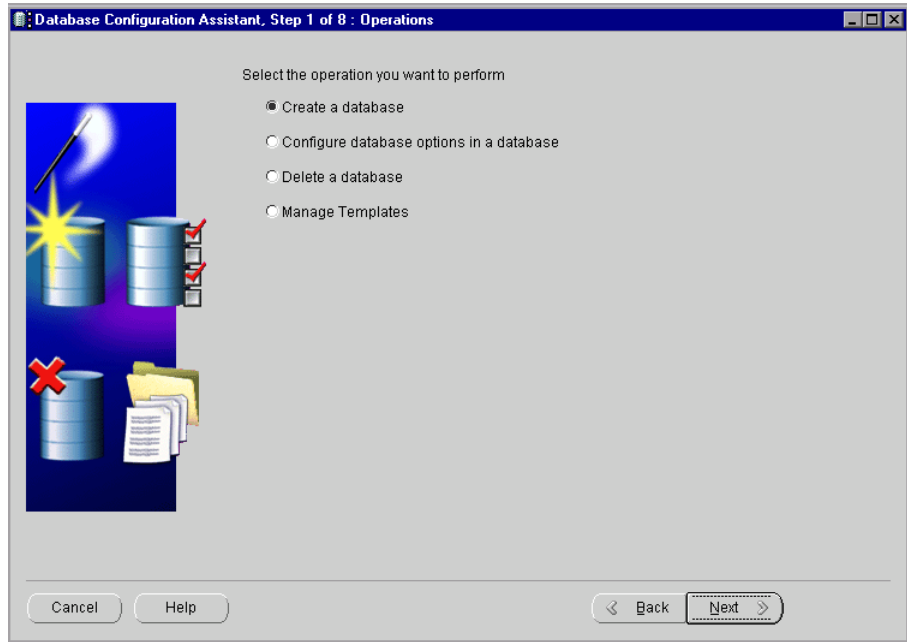 Database Configuration Assistant, Step 1 of 8 : Operations
Select the operation you want to perform
Create a database
Configure database options in a database
Delete a database
Manage Templates
Cancel
Help
Back
Next